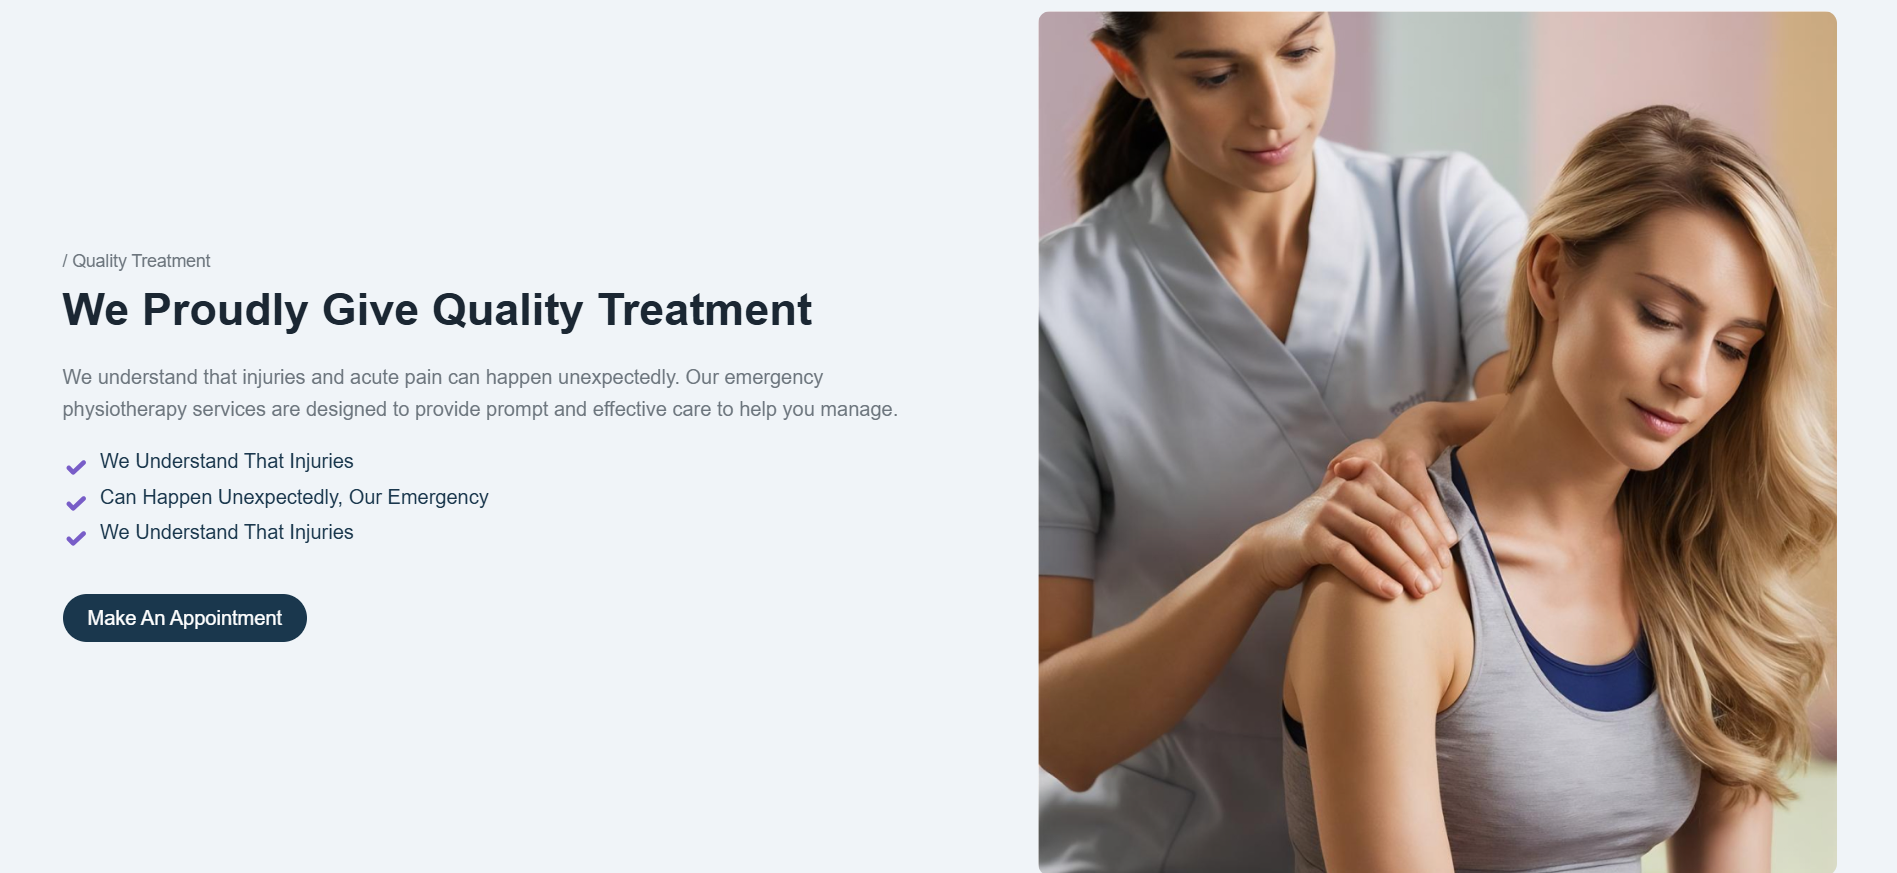 / Quality Treatment
We Proudly Give Quality Treatment
We understand that injuries and acute pain can happen unexpectedly. Our emergency
physiotherapy services are designed to provide prompt and effective care to help you manage.
We Understand That Injuries
Can Happen Unexpectedly, Our Emergency
We Understand That Injuries
Make An Appointment